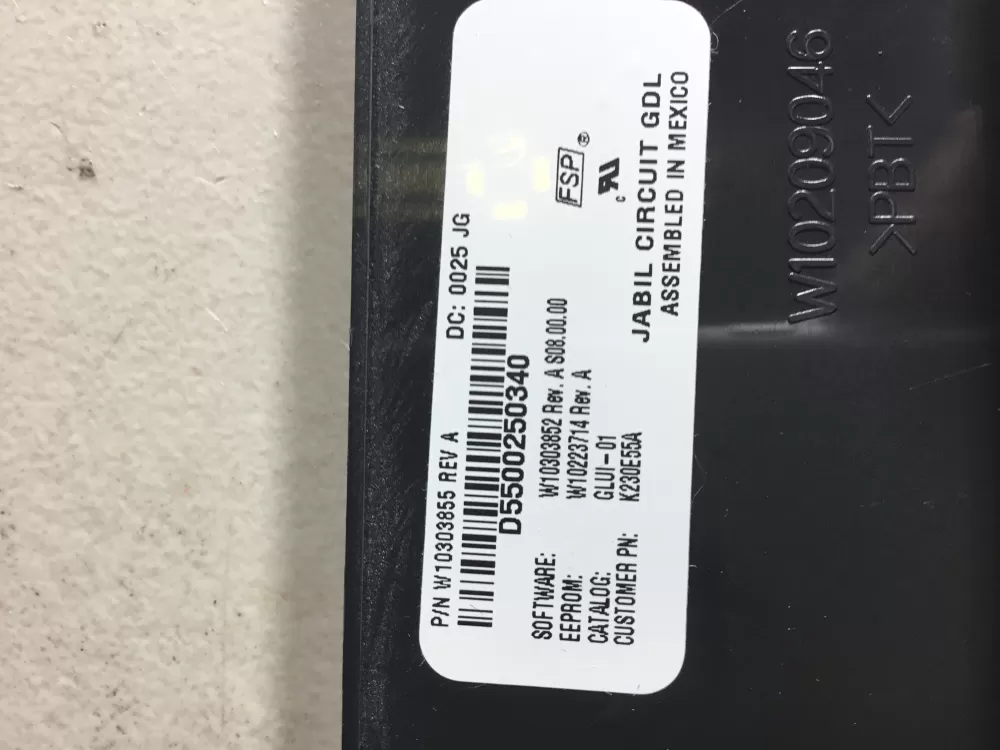 P/N W10303855 REV A DC: 0025 JG
D5500250340
SOFTWARE: W10303852 Rev. A S08.00.00
EEPROM: W10223714 Rev. A
CATALOG: GLUI-01
CUSTOMER PN: K230E55A
FSP®
c RU
JABIL CIRCUIT GDL
ASSEMBLED IN MEXICO
W10209046
>PBT<